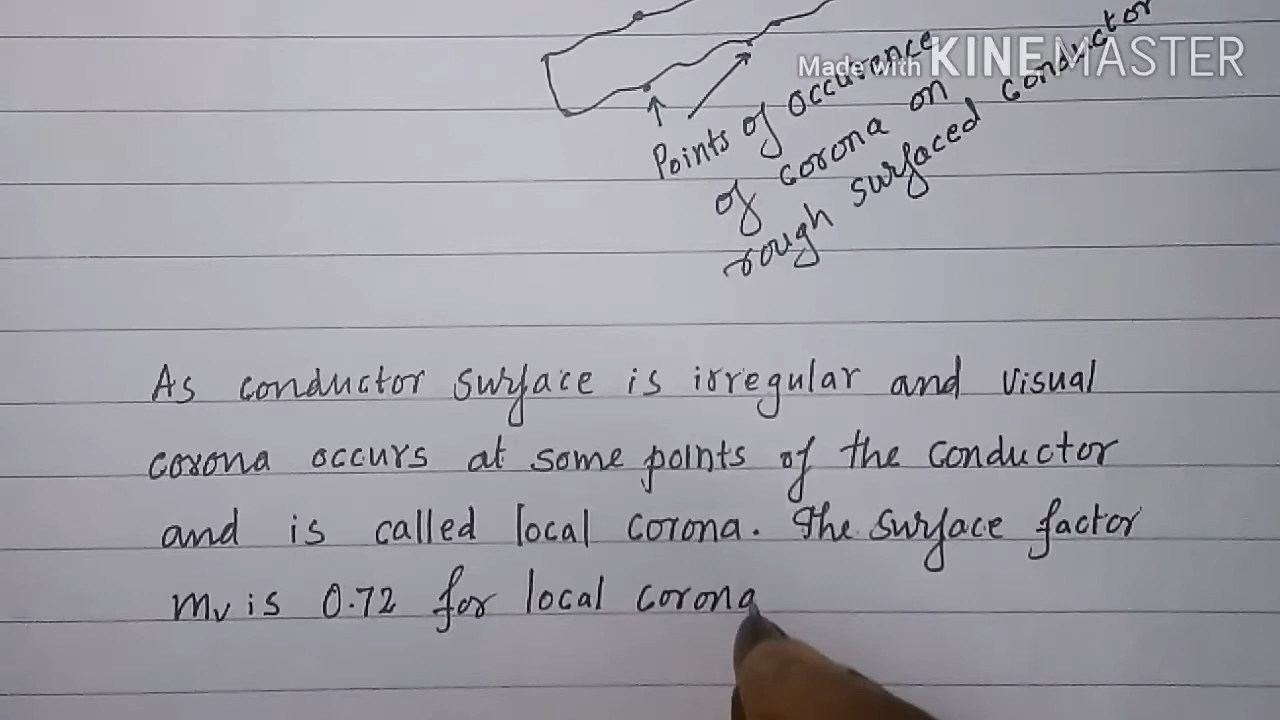 Made with KINEMASTER
Points of occurence
of corona on
rough surfaced conductor
As conductor surface is irregular and visual
corona occurs at some points of the conductor
and is called local corona. The surface factor
mv is 0.72 for local corona